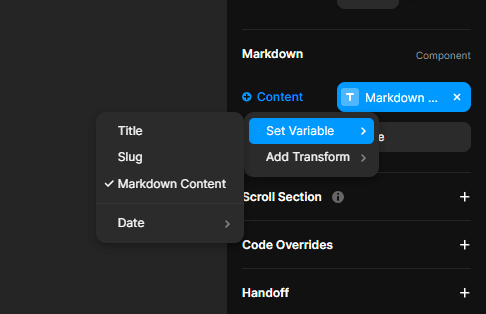 Markdown
Component
Content
T Markdown ... ×
Set Variable
e
Add Transform
Title
Slug
Markdown Content
Date
Scroll Section
Code Overrides
Handoff